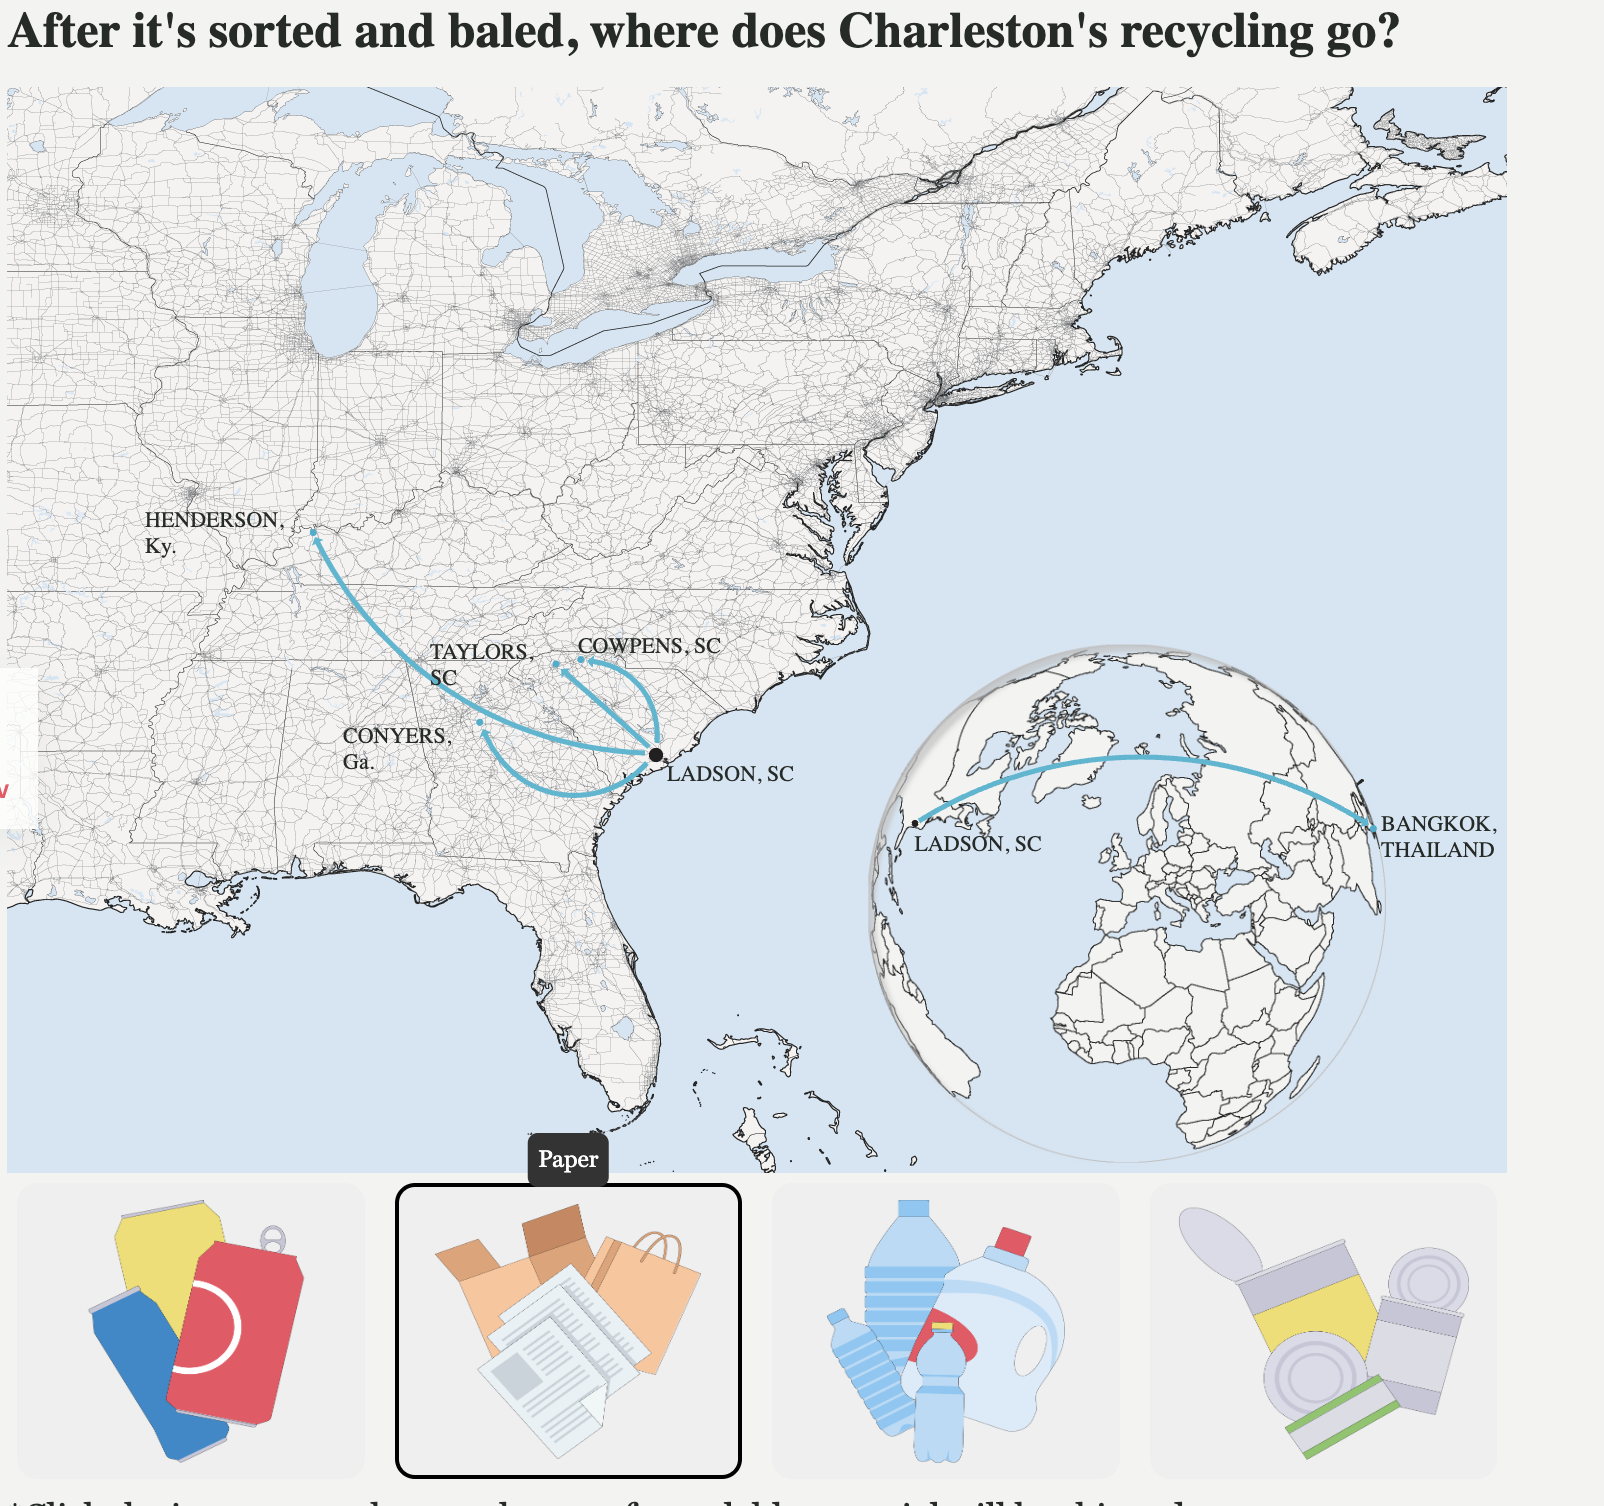 After it's sorted and baled, where does Charleston's recycling go?
HENDERSON,
Ky.
TAYLORS,
SC
COWPENS, SC
CONYERS,
Ga.
LADSON, SC
LADSON, SC
BANGKOK,
THAILAND
Paper